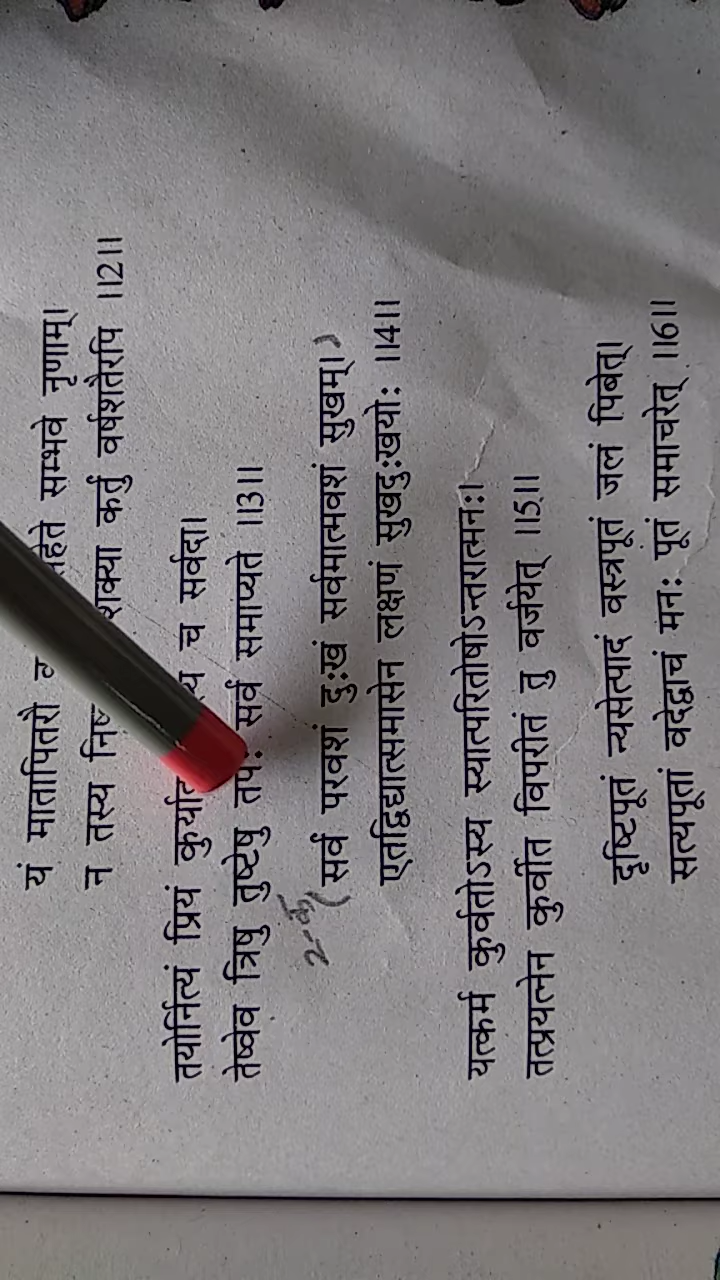 यं मातापितरौ सहेते सम्भवे नृणाम्।
न तस्य कर्तुं वर्षशतैरपि ।।2।।
तयोर्नित्यं प्रियं च सर्वदा।
तेष्वेव त्रिषु तुष्टेषु तपः सर्वं समाप्यते ।।3।।
2-क
(सर्वं परवशं दुःखं सर्वमात्मवशं सुखम्।)
एतद्विद्यात्समासेन लक्षणं सुखदुःखयोः ।।4।।
यत्कर्म कुर्वतोऽस्य स्यात्परितोषोऽन्तरात्मनः।
तत्प्रयत्नेन कुर्वीत विपरीतं तु वर्जयेत् ।।5।।
दृष्टिपूतं न्यसेत्पादं वस्त्रपूतं जलं पिबेत्।
सत्यपूतां वदेद्वाचं मनः पूतं समाचरेत् ।।6।।